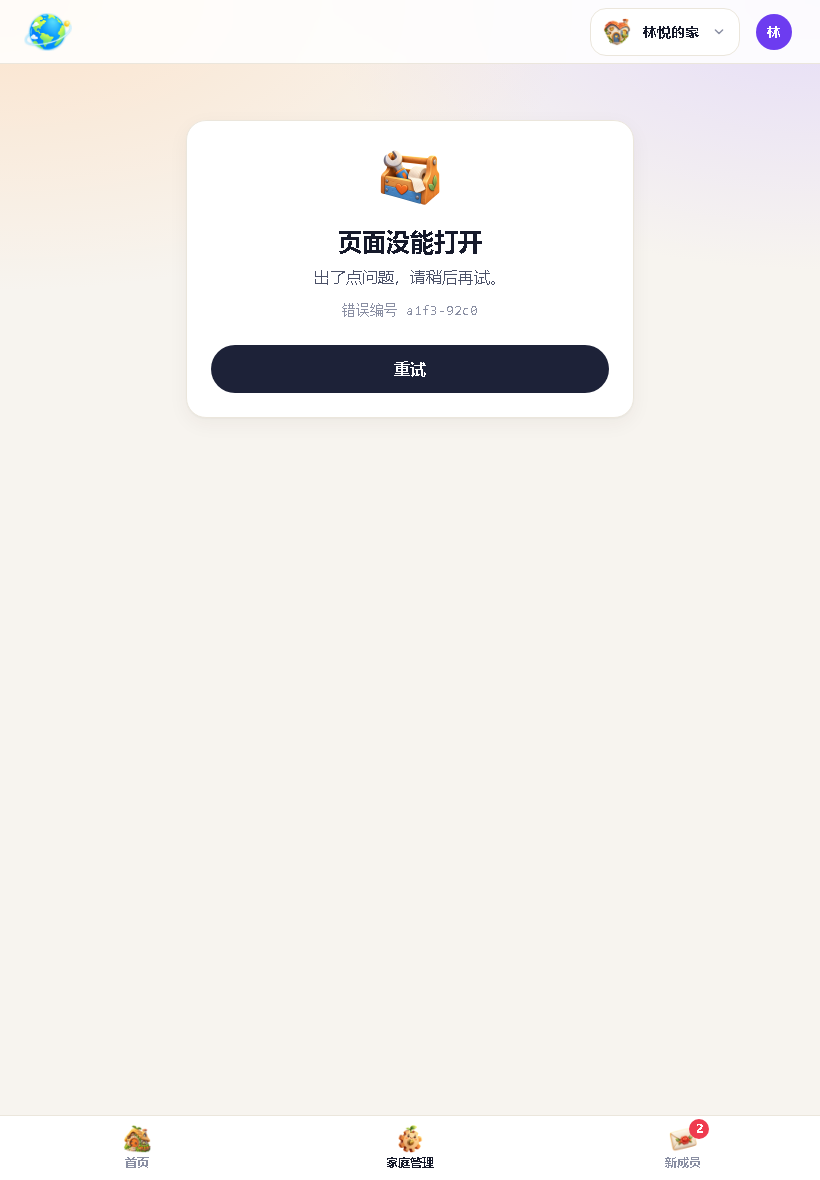 林悦的家
林
页面没能打开
出了点问题，请稍后再试。
错误编号 a1f3-92c0
重试
首页
家庭管理
2
新成员